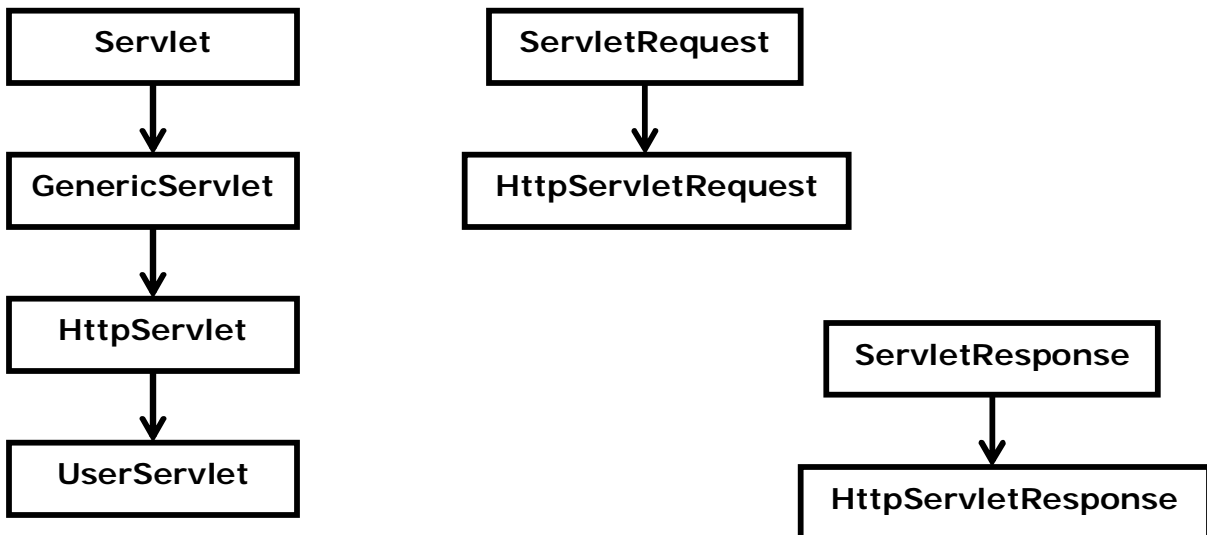 Servlet
GenericServlet
HttpServlet
UserServlet
ServletRequest
HttpServletRequest
ServletResponse
HttpServletResponse